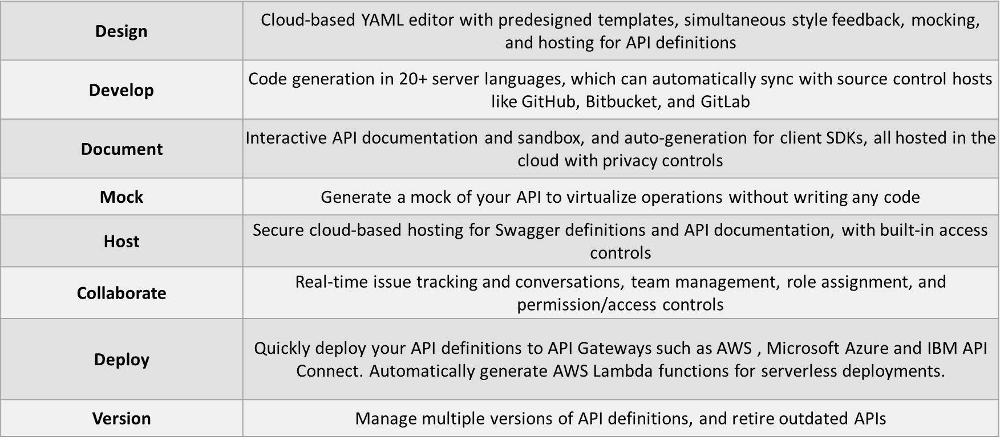 Design
Cloud-based YAML editor with predesigned templates, simultaneous style feedback, mocking,
and hosting for API definitions
Develop
Code generation in 20+ server languages, which can automatically sync with source control hosts
like GitHub, Bitbucket, and GitLab
Document
Interactive API documentation and sandbox, and auto-generation for client SDKs, all hosted in the
cloud with privacy controls
Mock
Generate a mock of your API to virtualize operations without writing any code
Host
Secure cloud-based hosting for Swagger definitions and API documentation, with built-in access
controls
Collaborate
Real-time issue tracking and conversations, team management, role assignment, and
permission/access controls
Deploy
Quickly deploy your API definitions to API Gateways such as AWS , Microsoft Azure and IBM API
Connect. Automatically generate AWS Lambda functions for serverless deployments.
Version
Manage multiple versions of API definitions, and retire outdated APIs